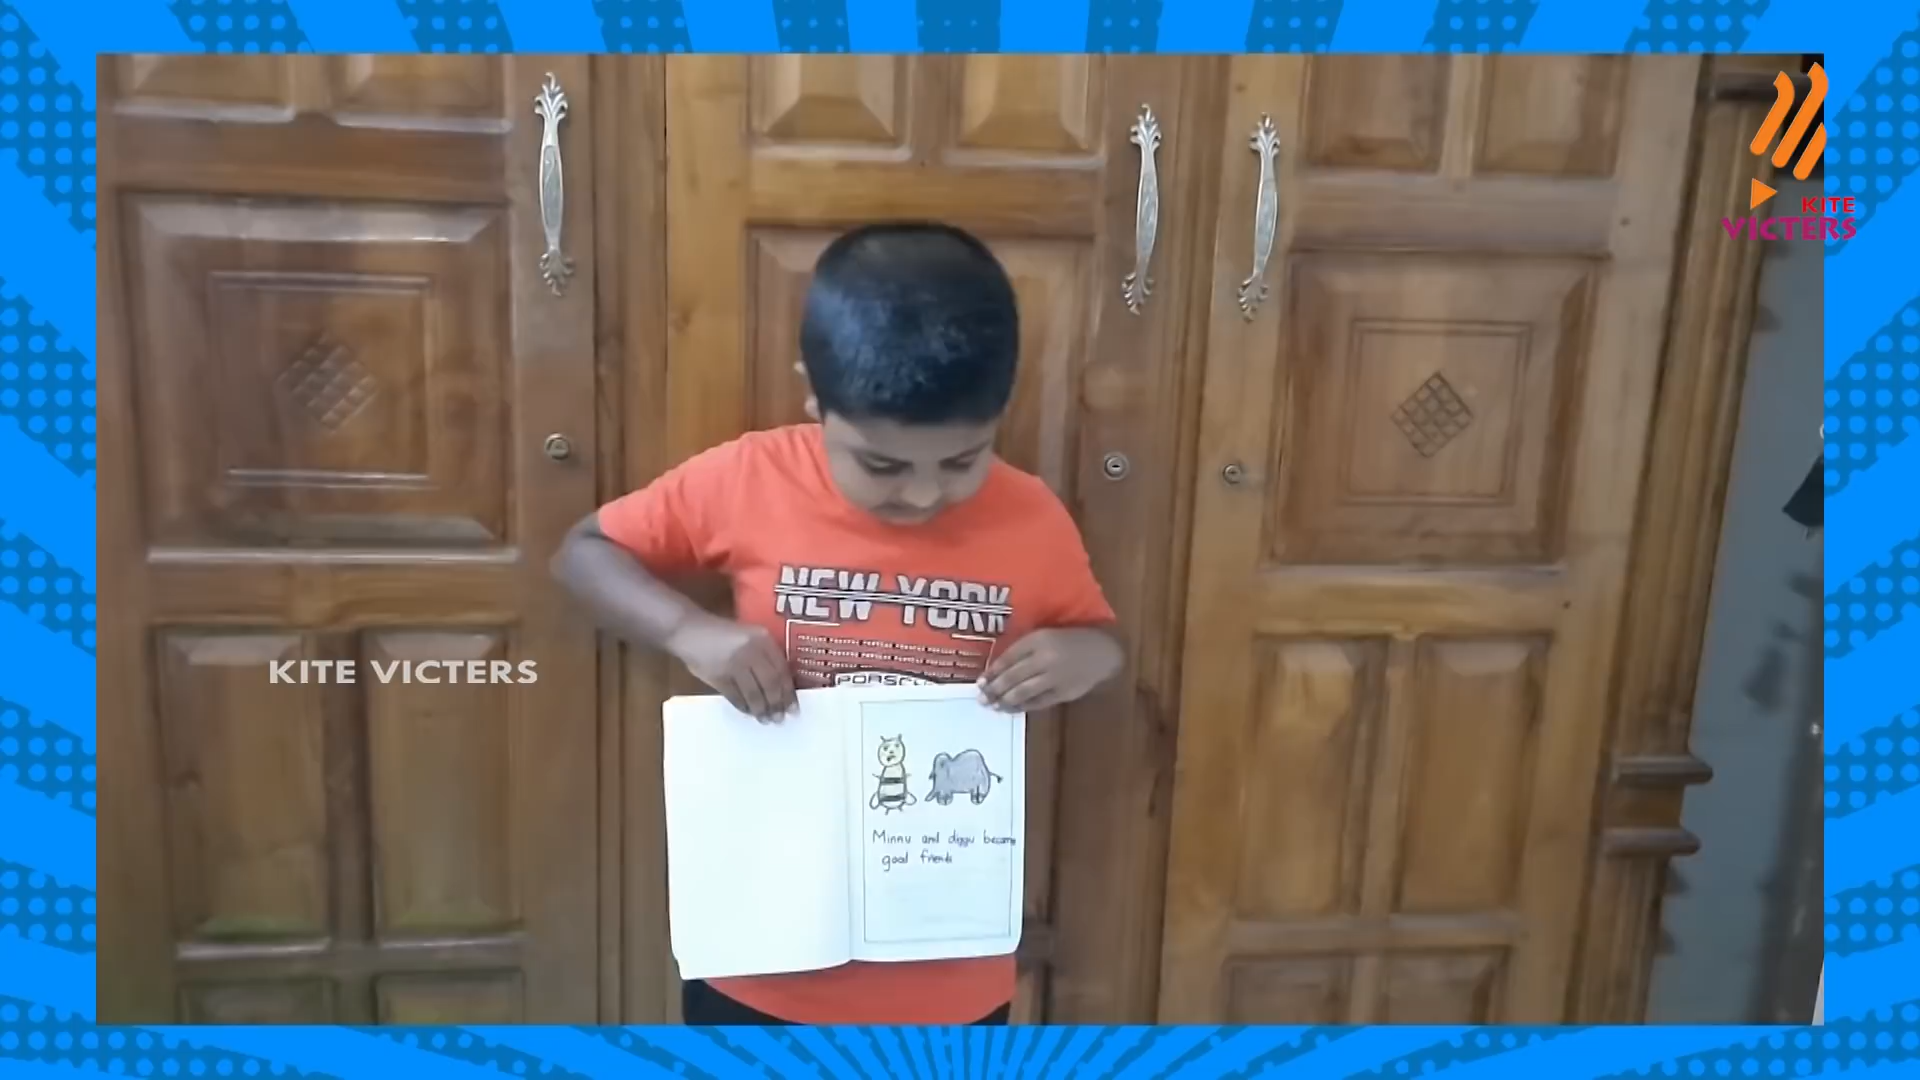 KITE
VICTERS
NEW YORK
KITE VICTERS
Minnu and diggu became
good friends